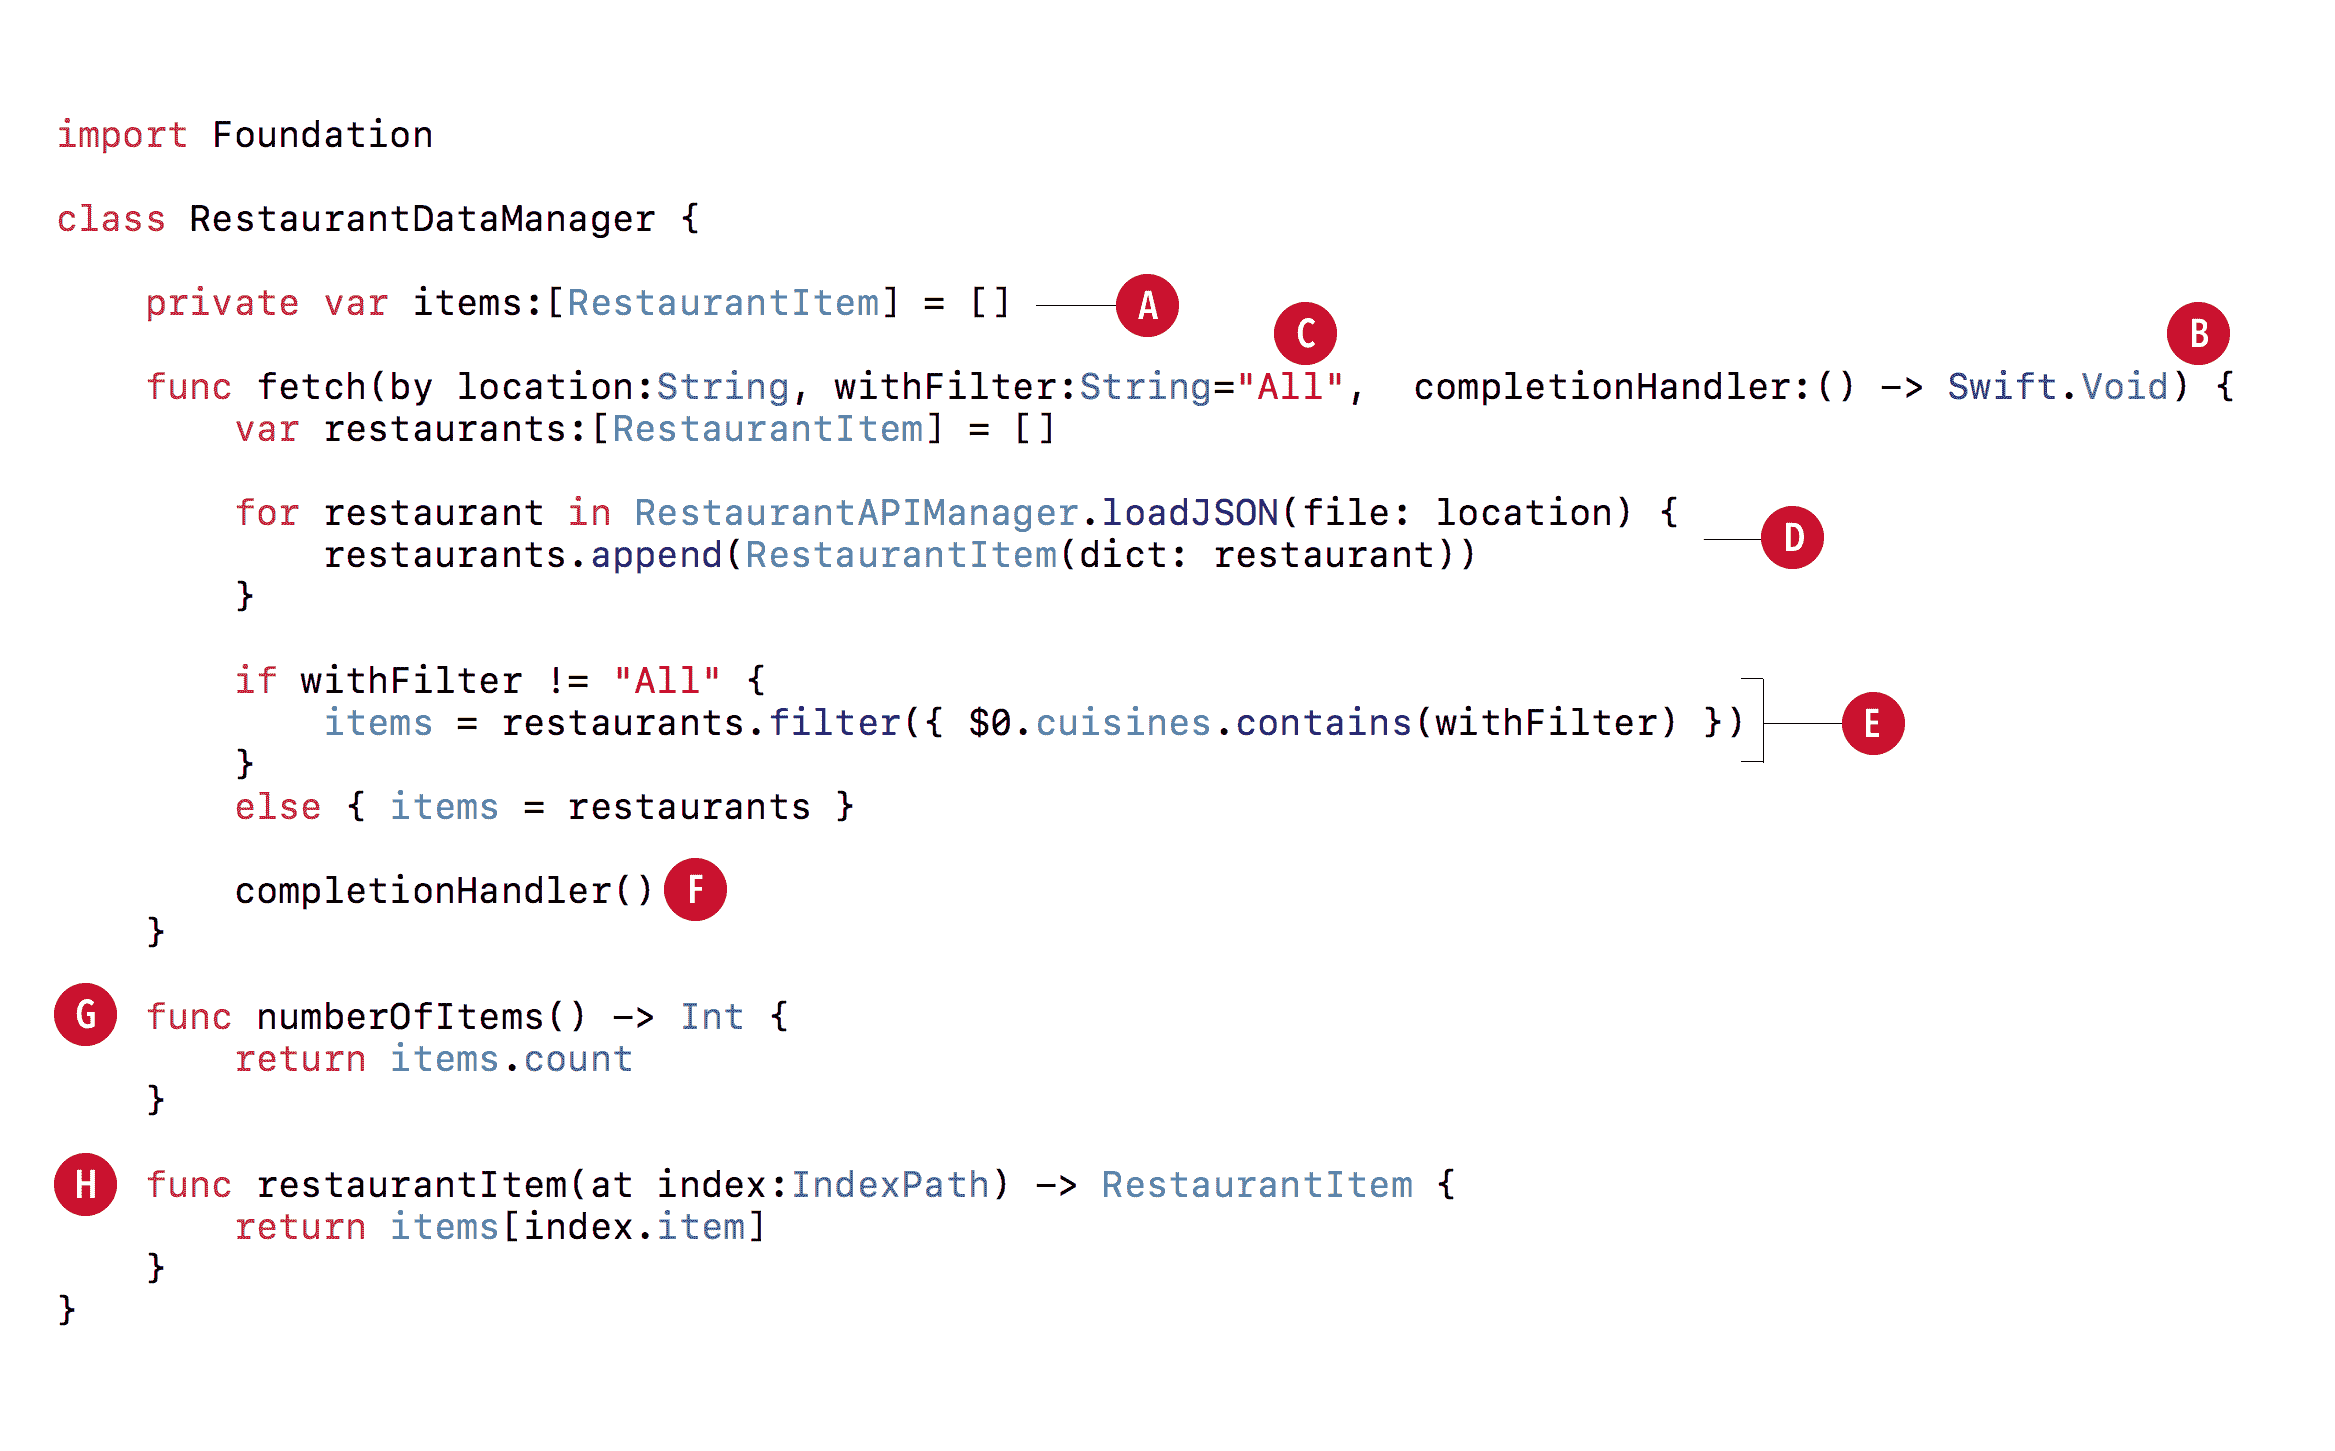 import Foundation
class RestaurantDataManager {
private var items:[RestaurantItem] = [] A
C B
func fetch(by location:String, withFilter:String="All",  completionHandler:() -> Swift.Void) {
var restaurants:[RestaurantItem] = []
for restaurant in RestaurantAPIManager.loadJSON(file: location) {
D
restaurants.append(RestaurantItem(dict: restaurant))
}
if withFilter != "All" {
items = restaurants.filter({ $0.cuisines.contains(withFilter) }) E
}
else { items = restaurants }
completionHandler() F
}
G func numberOfItems() -> Int {
return items.count
}
H func restaurantItem(at index:IndexPath) -> RestaurantItem {
return items[index.item]
}
}